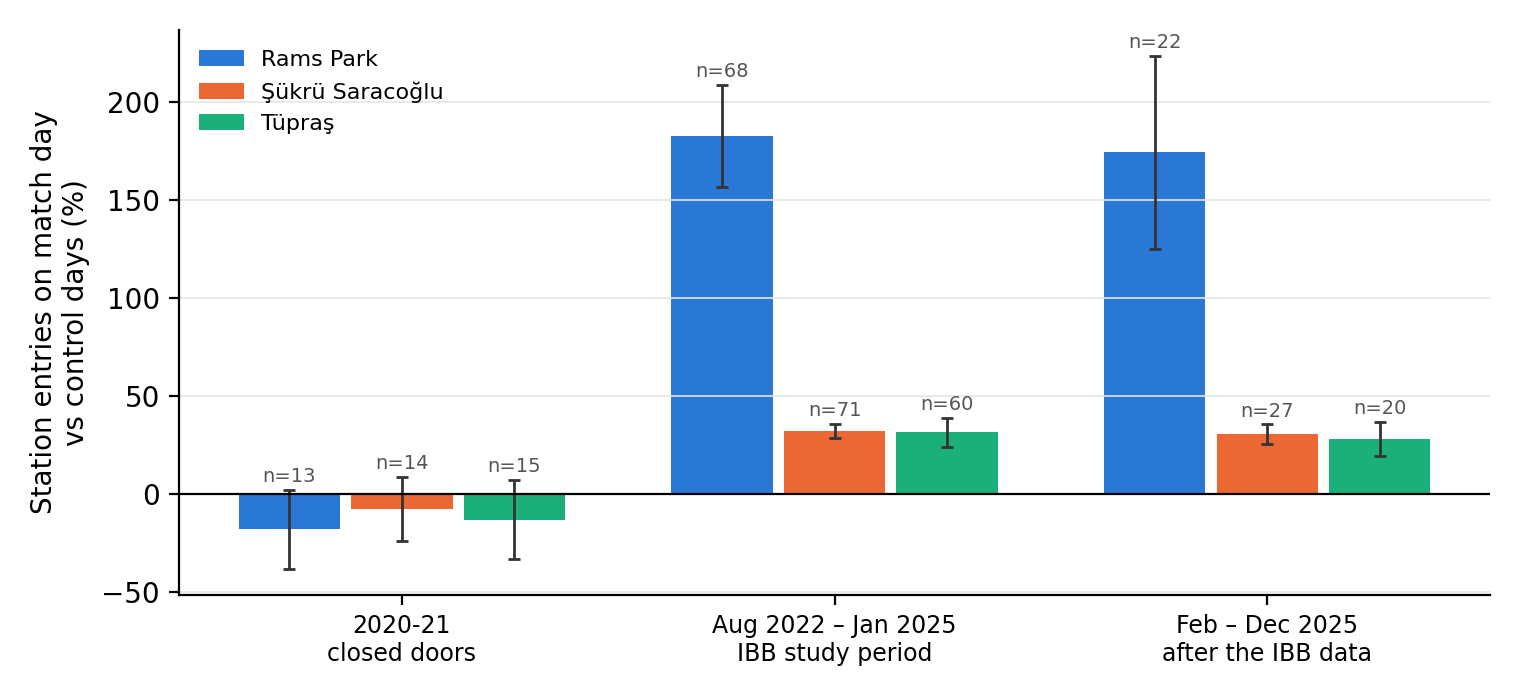 Station entries on match day
vs control days (%)
200
150
100
50
0
−50
Rams Park
Şükrü Saracoğlu
Tüpraş
n=13
n=14
n=15
n=68
n=71
n=60
n=22
n=27
n=20
2020-21
closed doors
Aug 2022 – Jan 2025
IBB study period
Feb – Dec 2025
after the IBB data